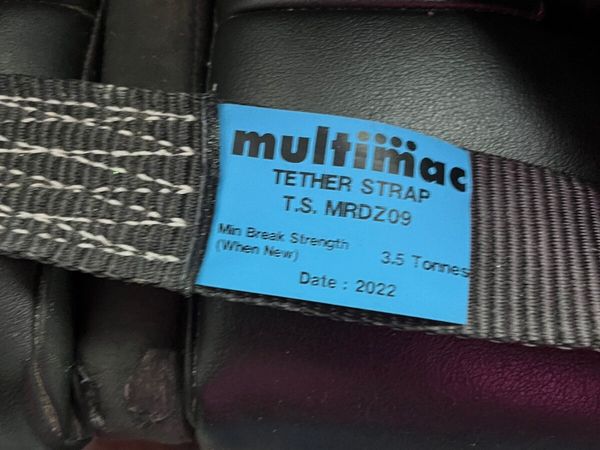 multimac
TETHER STRAP
T.S. MRDZ09
Min Break Strength
(When New)
3.5 Tonnes
Date : 2022